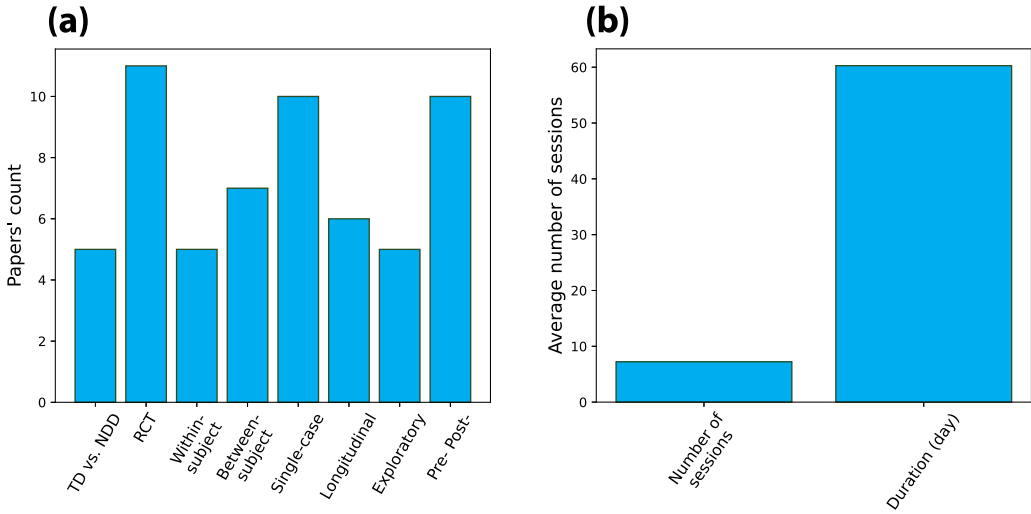 (a)
Papers' count
10
8
6
4
2
0
TD vs. NDD
RCT
Within-
subject
Between-
subject
Single-case
Longitudinal
Exploratory
Pre- Post-
(b)
Average number of sessions
60
50
40
30
20
10
0
Number of
sessions
Duration (day)